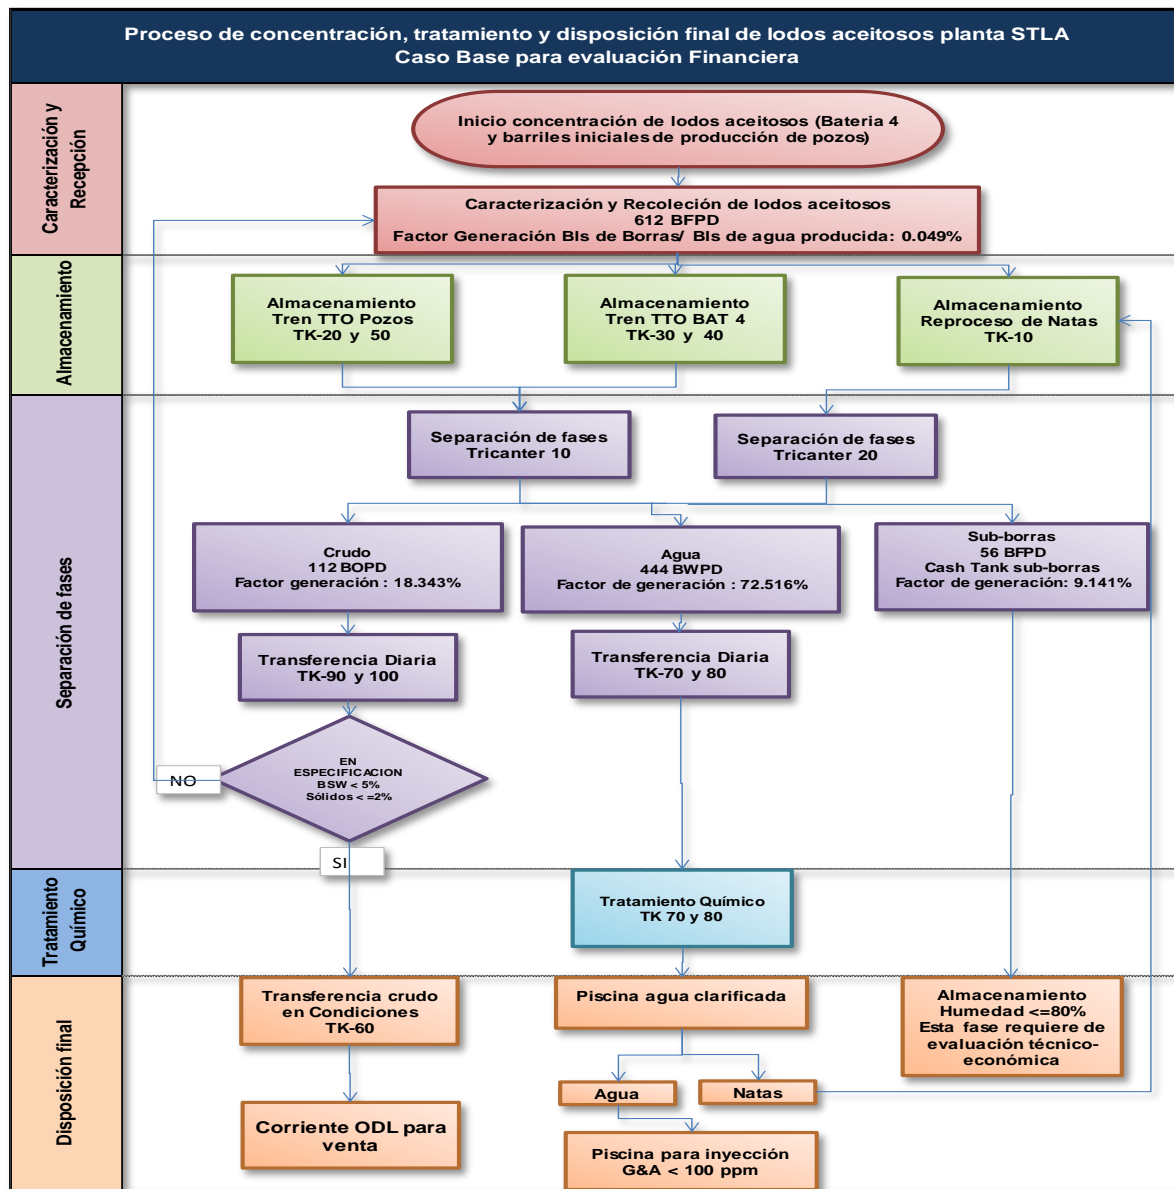 Proceso de concentración, tratamiento y disposición final de lodos aceitosos planta STLA
Caso Base para evaluación Financiera
Caracterización y
Recepción
Inicio concentración de lodos aceitosos (Bateria 4
y barriles iniciales de producción de pozos)
Caracterización y Recoleción de lodos aceitosos
612 BFPD
Factor Generación Bls de Borras/ Bls de agua producida: 0.049%
Almacenamiento
Almacenamiento
Tren TTO Pozos
TK-20 y 50
Almacenamiento
Tren TTO BAT 4
TK-30 y 40
Almacenamiento
Reproceso de Natas
TK-10
Separación de fases
Separación de fases
Tricanter 10
Separación de fases
Tricanter 20
Crudo
112 BOPD
Factor generación : 18.343%
Agua
444 BWPD
Factor de generación : 72.516%
Sub-borras
56 BFPD
Cash Tank sub-borras
Factor de generación: 9.141%
Transferencia Diaria
TK-90 y 100
Transferencia Diaria
TK-70 y 80
EN
ESPECIFICACION
BSW < 5%
Sólidos < =2%
NO
SI
Tratamiento
Químico
Tratamiento Químico
TK 70 y 80
Disposición final
Transferencia crudo
en Condiciones
TK-60
Piscina agua clarificada
Almacenamiento
Humedad <=80%
Esta fase requiere de
evaluación técnico-
económica
Agua
Natas
Corriente ODL para
venta
Piscina para inyección
G&A < 100 ppm